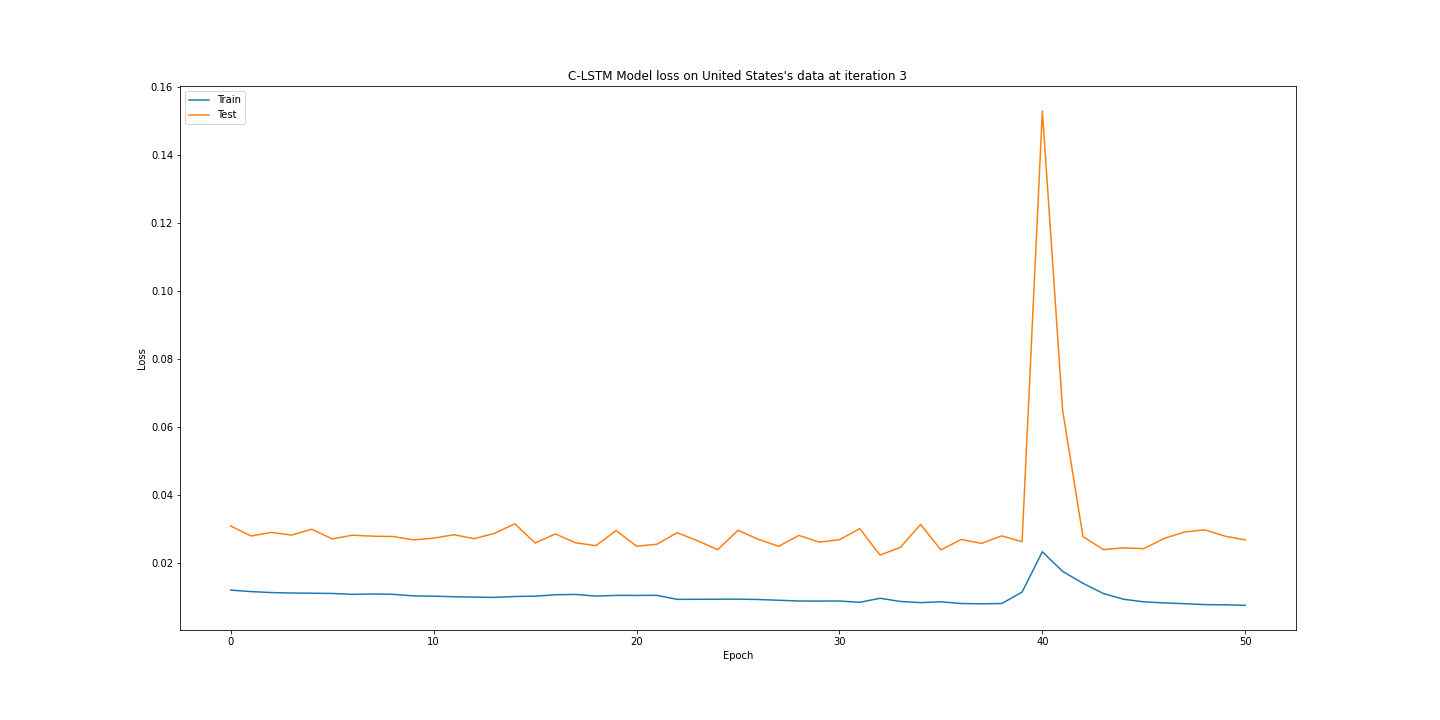 C-LSTM Model loss on United States's data at iteration 3
Train
Test
0.16
0.14
0.12
0.10
0.08
0.06
0.04
0.02
Loss
0 10 20 30 40 50
Epoch